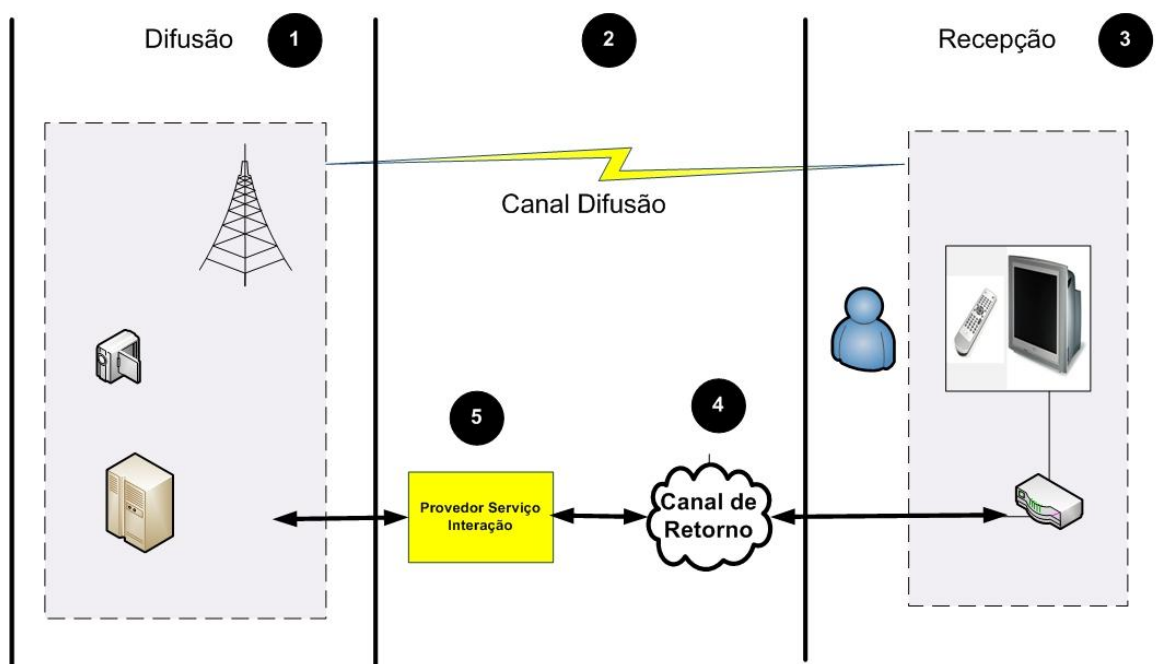 Difusão
1
2
Recepção
3
Canal Difusão
4
5
Provedor Serviço
Interação
Canal de
Retorno